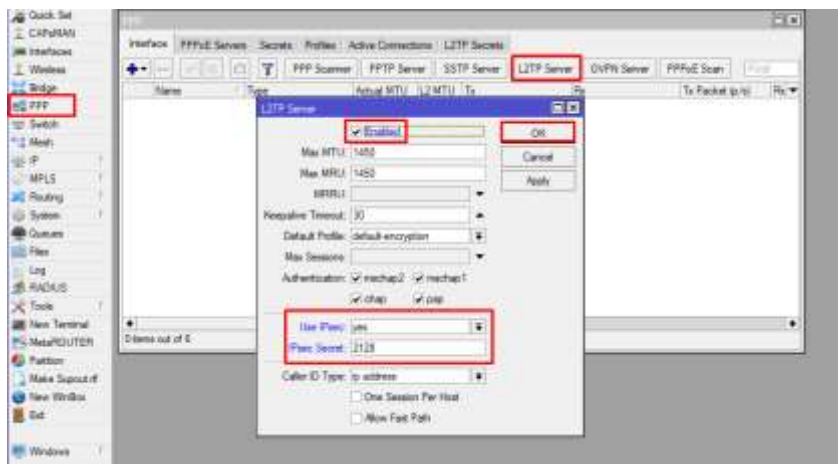 Quick Set
CAPsMAN
Interfaces
Wireless
Bridge
PPP
Switch
Mesh
IP
MPLS
Routing
System
Queues
Files
Log
RADIUS
Tools
New Terminal
MetaROUTER
Partition
Make Supout.rif
New WinBox
Exit
Windows
PPP
Interface PPPoE Servers Secrets Profiles Active Connections L2TP Secrets
PPP Scanner PPTP Server SSTP Server L2TP Server OVPN Server PPPoE Scan Find
Name Type Actual MTU L2 MTU Tx Rx Tx Packet (p/s)
L2TP Server
Enabled
OK
Max MTU: 1450
Cancel
Max MRU: 1450
Apply
MRRU:
Keepalive Timeout: 30
Default Profile: default-encryption
Max Sessions:
Authentication: mschap2 mschap1
chap pap
Use IPsec: yes
IPsec Secret: 2128
Caller ID Type: ip address
One Session Per Host
Allow Fast Path